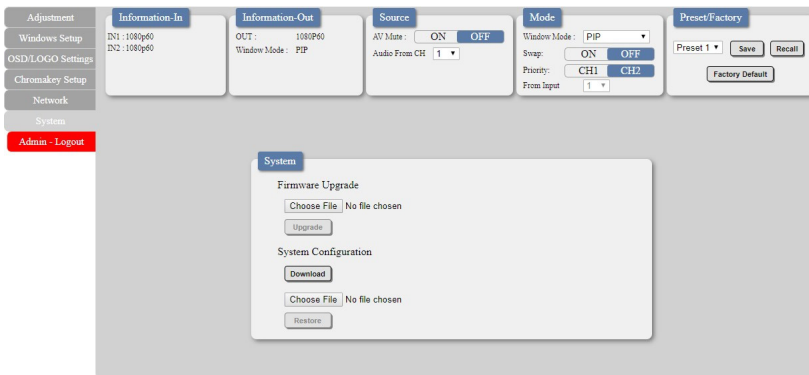 Adjustment
Windows Setup
OSD/LOGO Settings
Chromakey Setup
Network
System
Admin - Logout
Information-In
IN1 : 1080p60
IN2 : 1080p60
Information-Out
OUT : 1080P60
Window Mode : PIP
Source
AV Mute : ON OFF
Audio From CH 1
Mode
Window Mode : PIP
Swap: ON OFF
Priority: CH1 CH2
From Input 1
Preset/Factory
Preset 1 Save Recall
Factory Default
System
Firmware Upgrade
Choose File No file chosen
Upgrade
System Configuration
Download
Choose File No file chosen
Restore